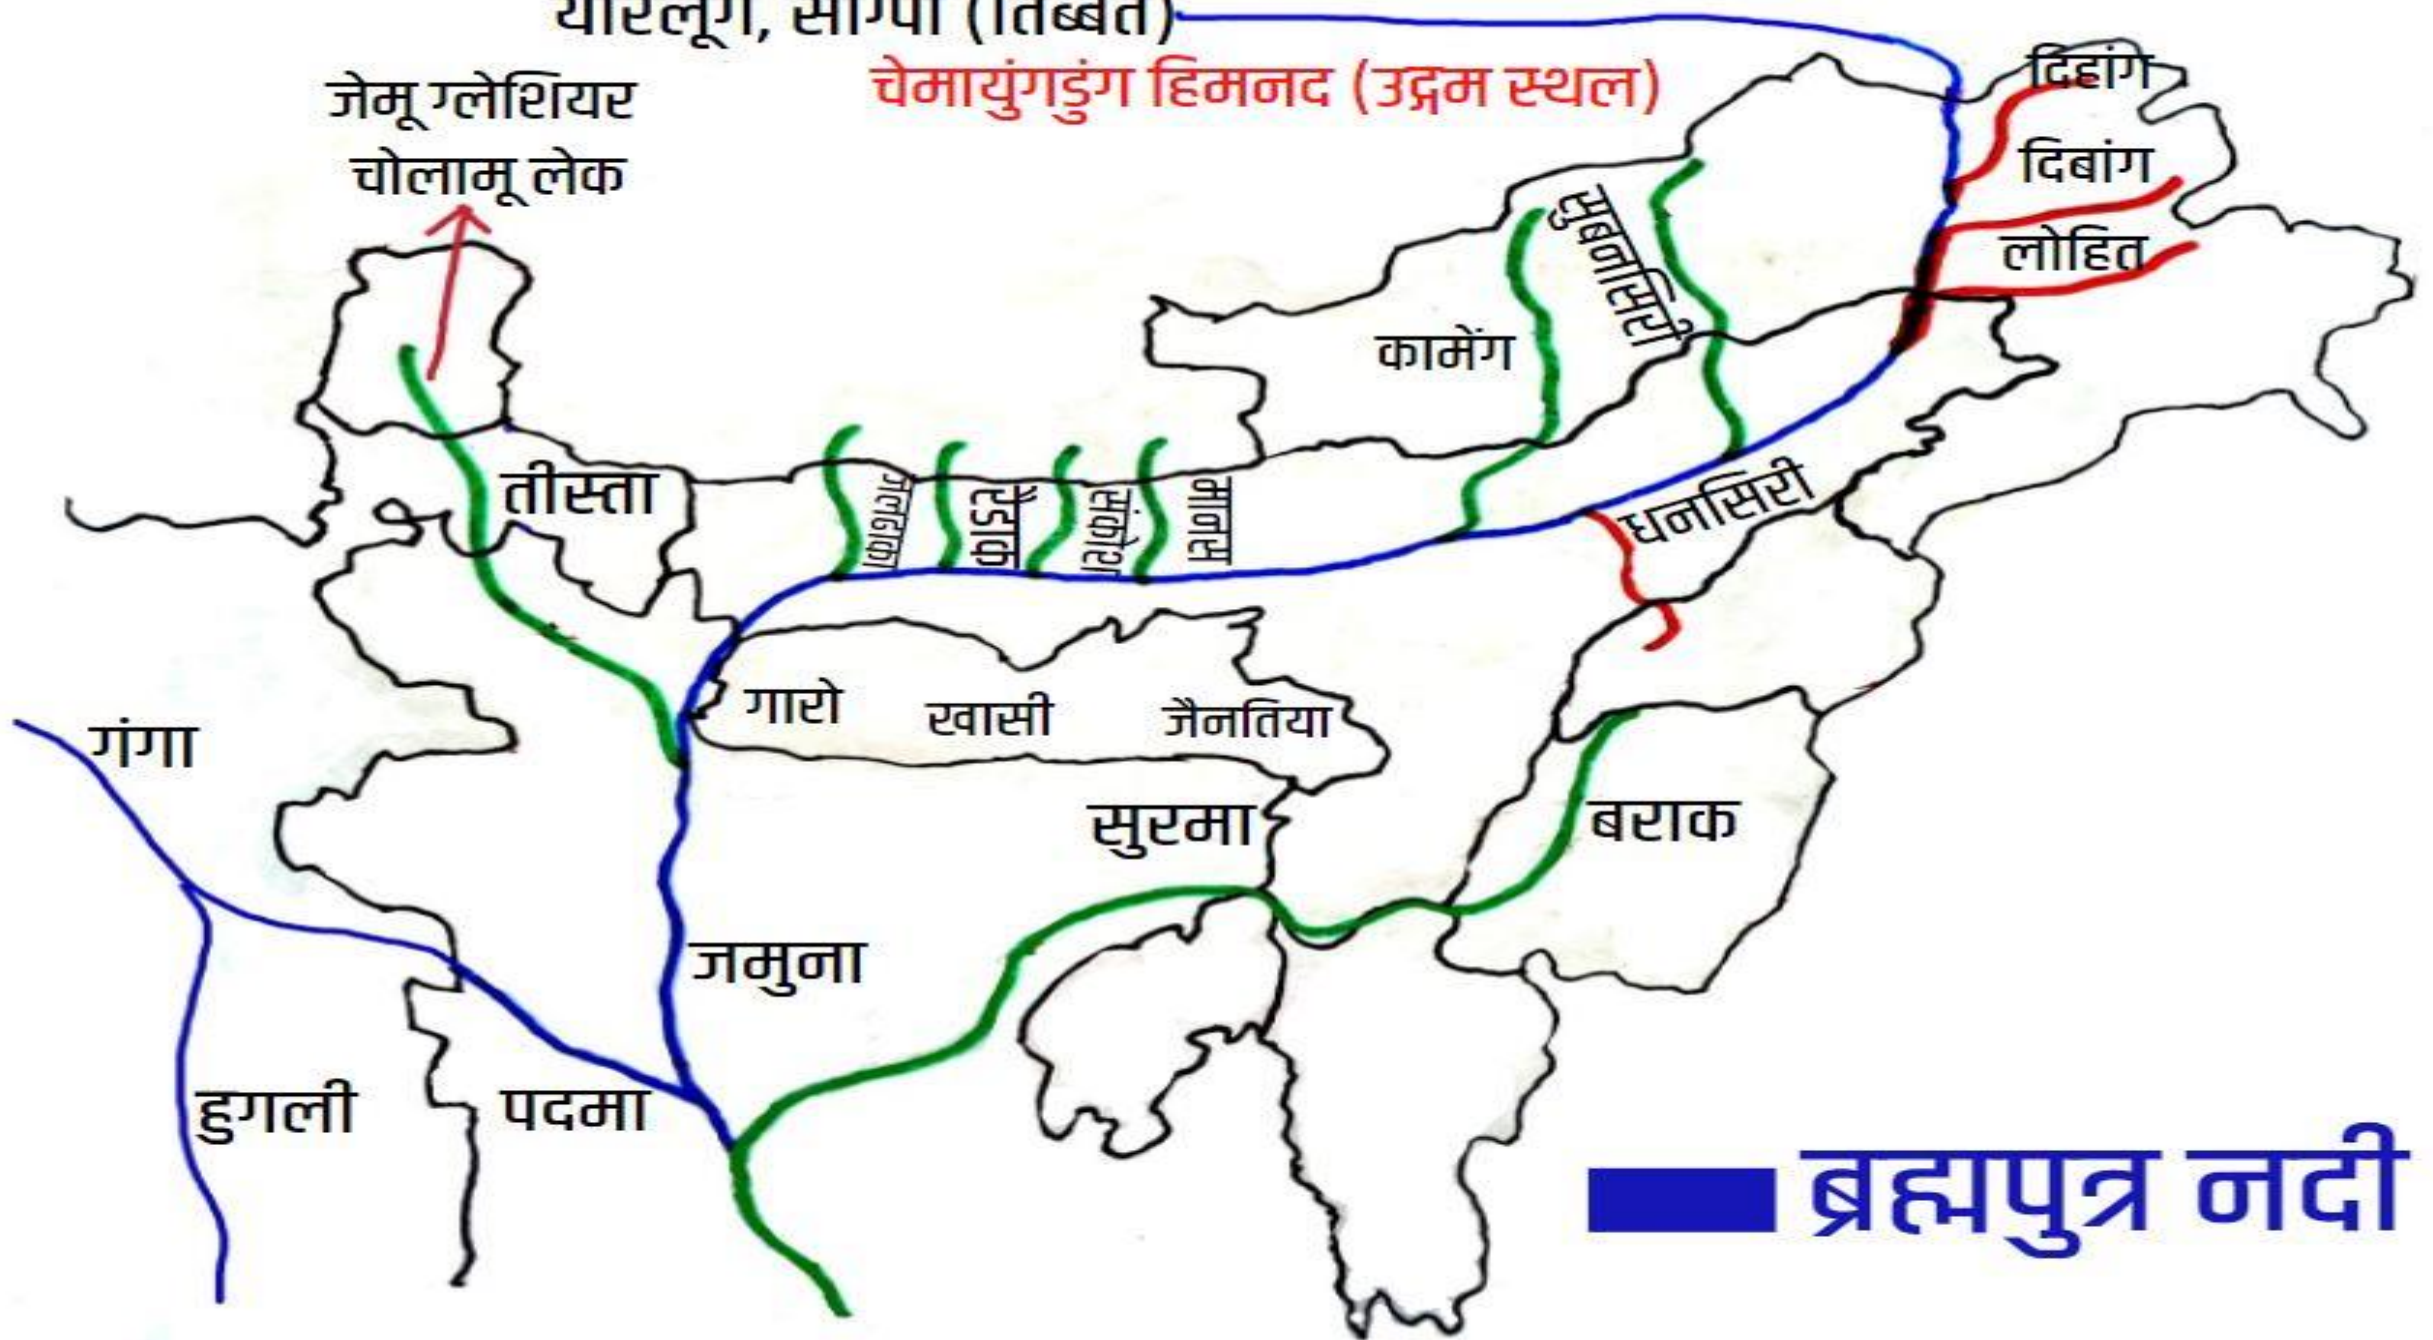 यारलूंग, सांग्पो (तिब्बत)
चेमायुंगडुंग हिमनद (उद्गम स्थल)
जेमू ग्लेशियर
चोलामू लेक
दिहांग
दिबांग
लोहित
सुबनसिरी
कामेंग
तीस्ता
जलढाका
रैडाक
संकोश
मानस
धनसिरी
गारो
खासी
जैनतिया
गंगा
सुरमा
बराक
जमुना
हुगली
पदमा
ब्रह्मपुत्र नदी